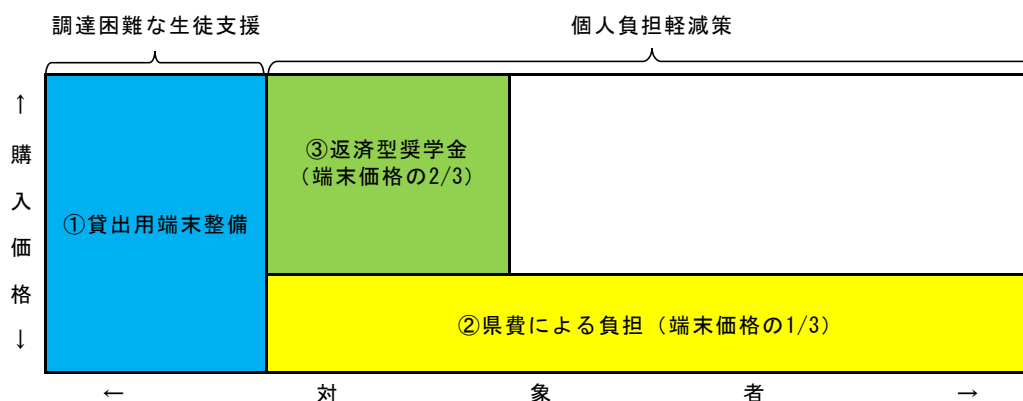 調達困難な生徒支援
個人負担軽減策
↑購入価格↓
①貸出用端末整備
③返済型奨学金
（端末価格の2/3）
②県費による負担（端末価格の1/3）
← 対 象 者 →